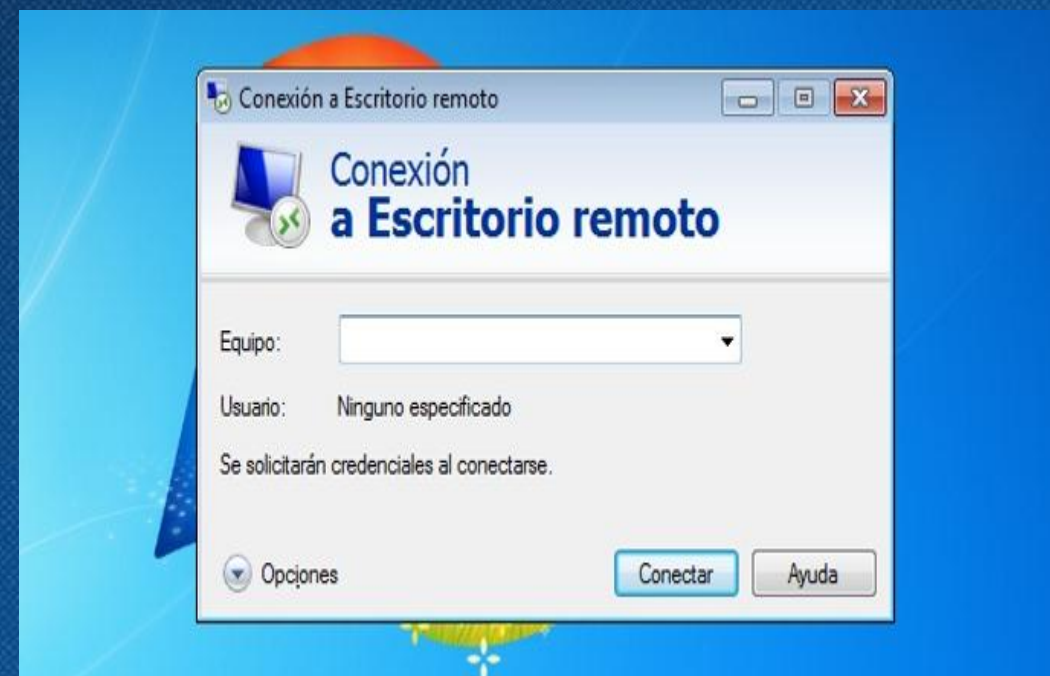 Conexión a Escritorio remoto
Conexión
a Escritorio remoto
Equipo:
Usuario: Ninguno especificado
Se solicitarán credenciales al conectarse.
Opciones Conectar Ayuda